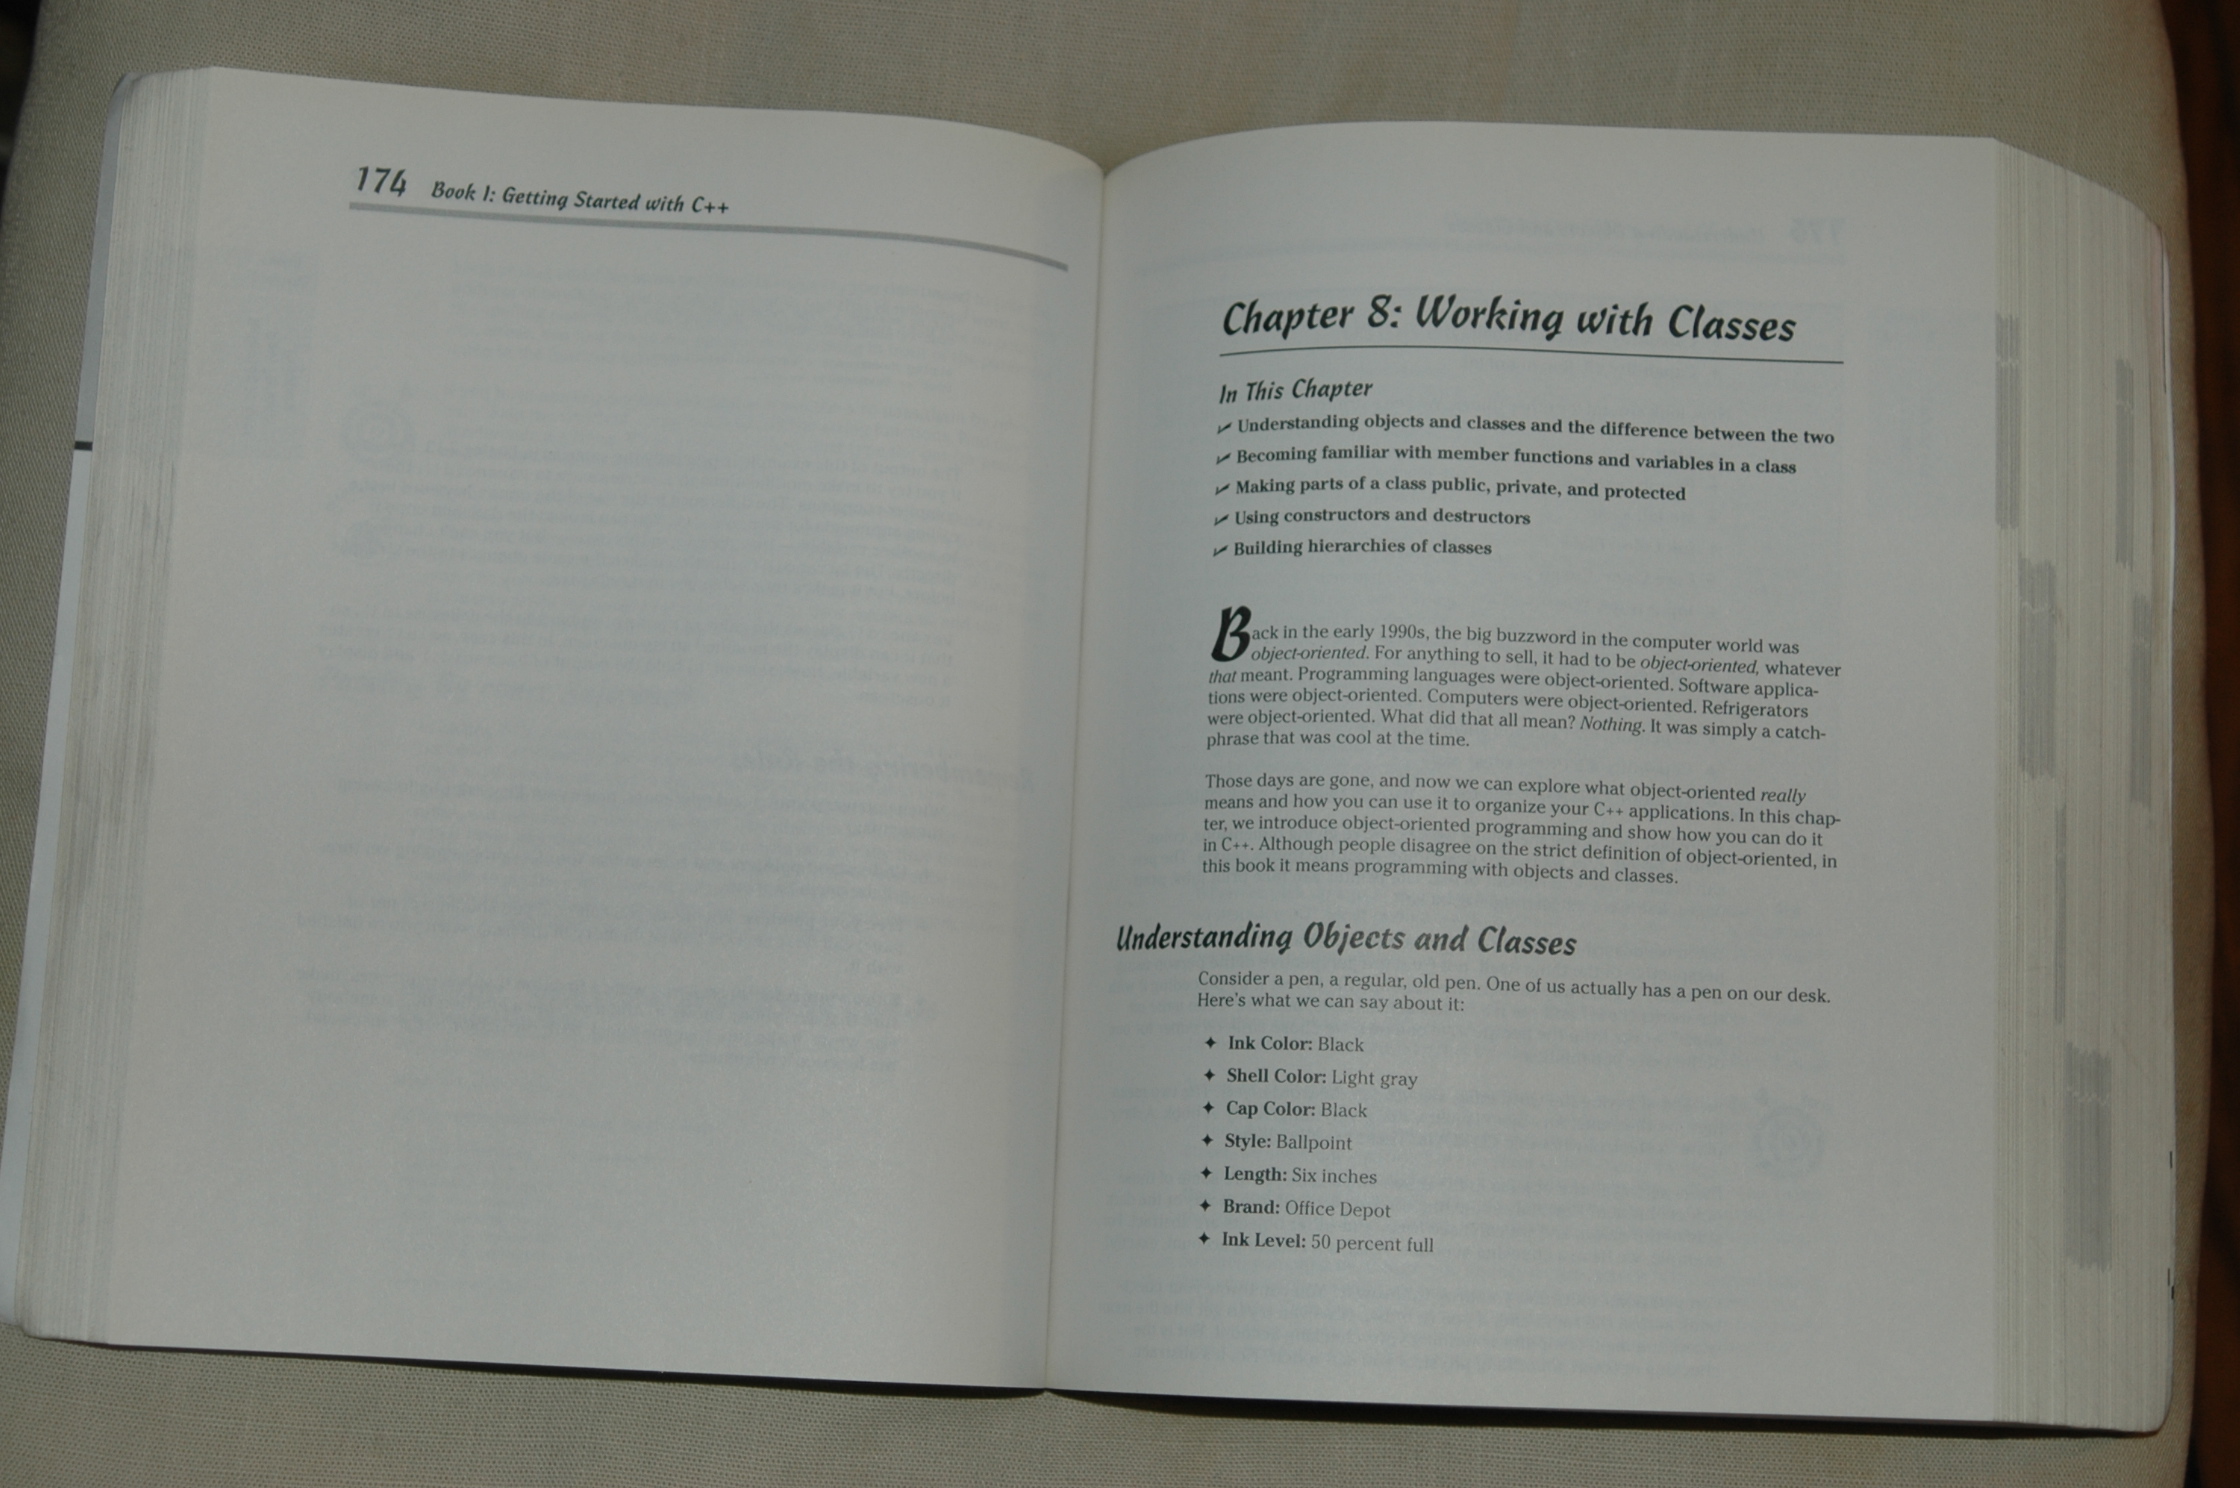 174 Book I: Getting Started with C++
Chapter 8: Working with Classes
In This Chapter
✓ Understanding objects and classes and the difference between the two
✓ Becoming familiar with member functions and variables in a class
✓ Making parts of a class public, private, and protected
✓ Using constructors and destructors
✓ Building hierarchies of classes
Back in the early 1990s, the big buzzword in the computer world was
object-oriented. For anything to sell, it had to be object-oriented, whatever
that meant. Programming languages were object-oriented. Software applica-
tions were object-oriented. Computers were object-oriented. Refrigerators
were object-oriented. What did that all mean? Nothing. It was simply a catch-
phrase that was cool at the time.
Those days are gone, and now we can explore what object-oriented really
means and how you can use it to organize your C++ applications. In this chap-
ter, we introduce object-oriented programming and show how you can do it
in C++. Although people disagree on the strict definition of object-oriented, in
this book it means programming with objects and classes.
Understanding Objects and Classes
Consider a pen, a regular, old pen. One of us actually has a pen on our desk.
Here's what we can say about it:
✦ Ink Color: Black
✦ Shell Color: Light gray
✦ Cap Color: Black
✦ Style: Ballpoint
✦ Length: Six inches
✦ Brand: Office Depot
✦ Ink Level: 50 percent full